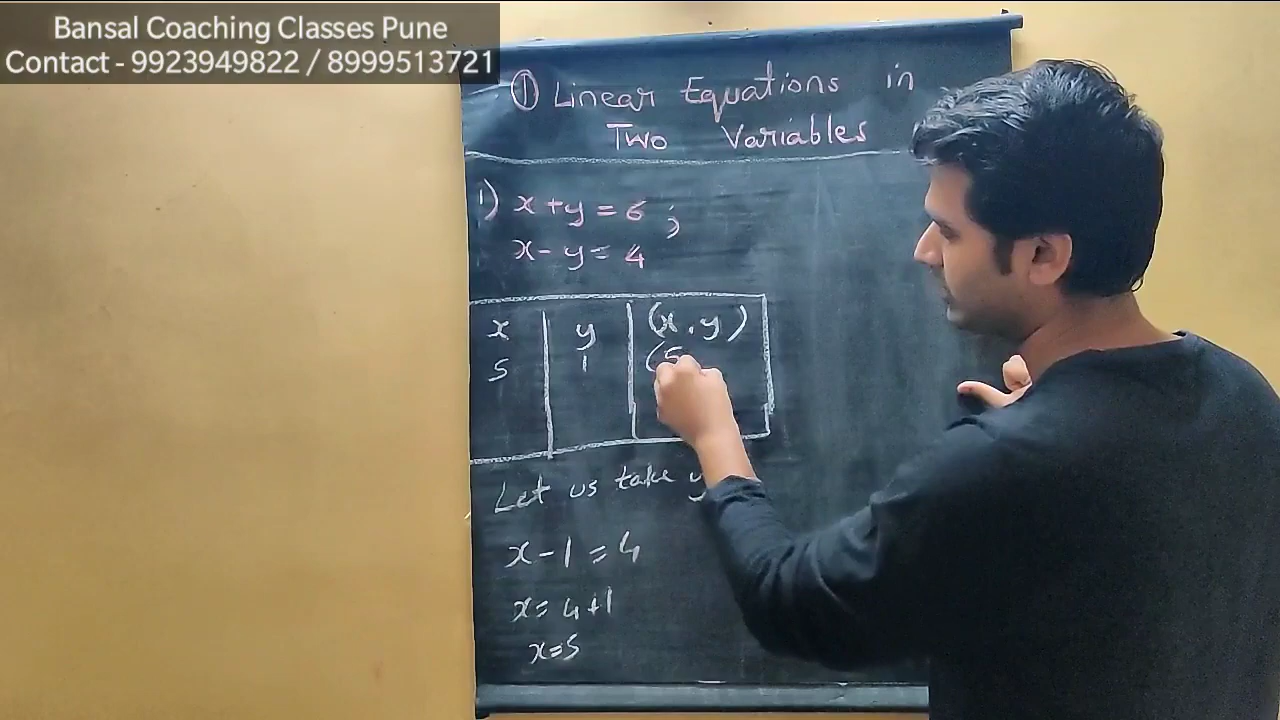 Bansal Coaching Classes Pune
Contact - 9923949822 / 8999513721
① Linear Equations in
Two Variables
1) x + y = 6 ;
x - y = 4
x y (x, y)
5 1 (5
Let us take y
x - 1 = 4
x = 4 + 1
x = 5